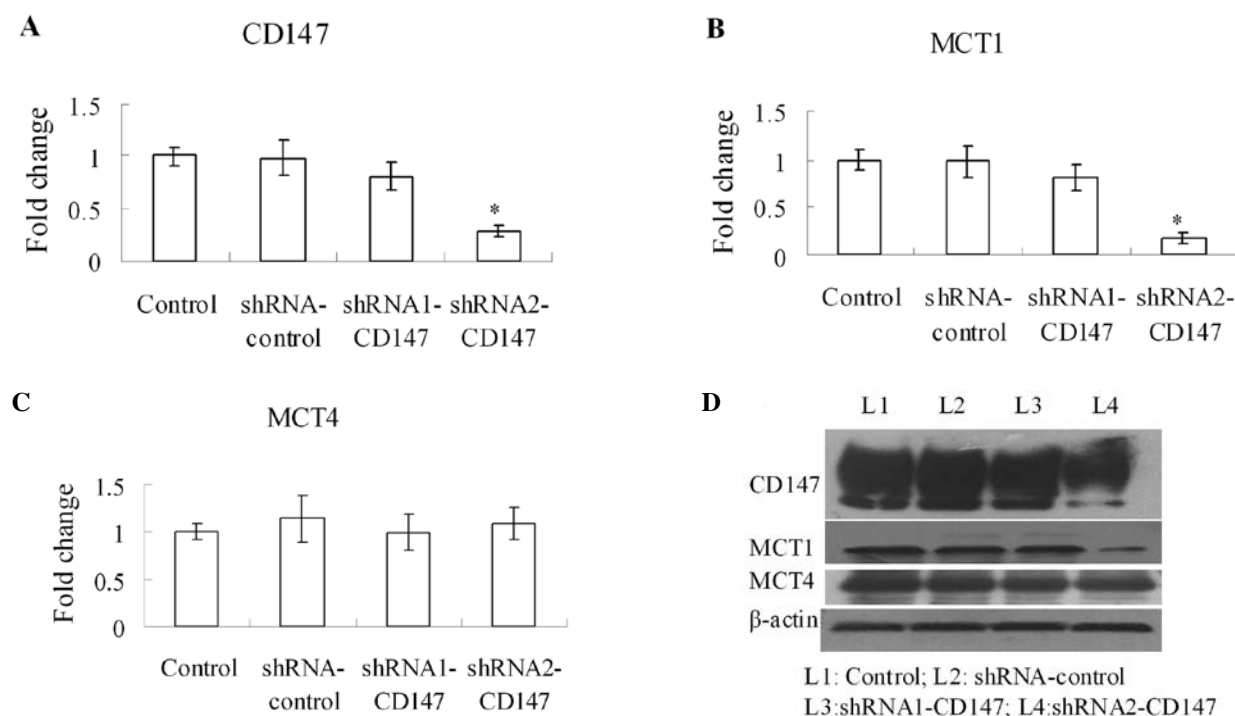 A
CD147
Fold change
1.5
1
0.5
0
*
Control shRNA- shRNA1- shRNA2-
control CD147 CD147
B
MCT1
Fold change
1.5
1
0.5
0
*
Control shRNA- shRNA1- shRNA2-
control CD147 CD147
C
MCT4
Fold change
1.5
1
0.5
0
Control shRNA- shRNA1- shRNA2-
control CD147 CD147
D
L1 L2 L3 L4
CD147
MCT1
MCT4
β-actin
L1: Control; L2: shRNA-control
L3:shRNA1-CD147; L4:shRNA2-CD147